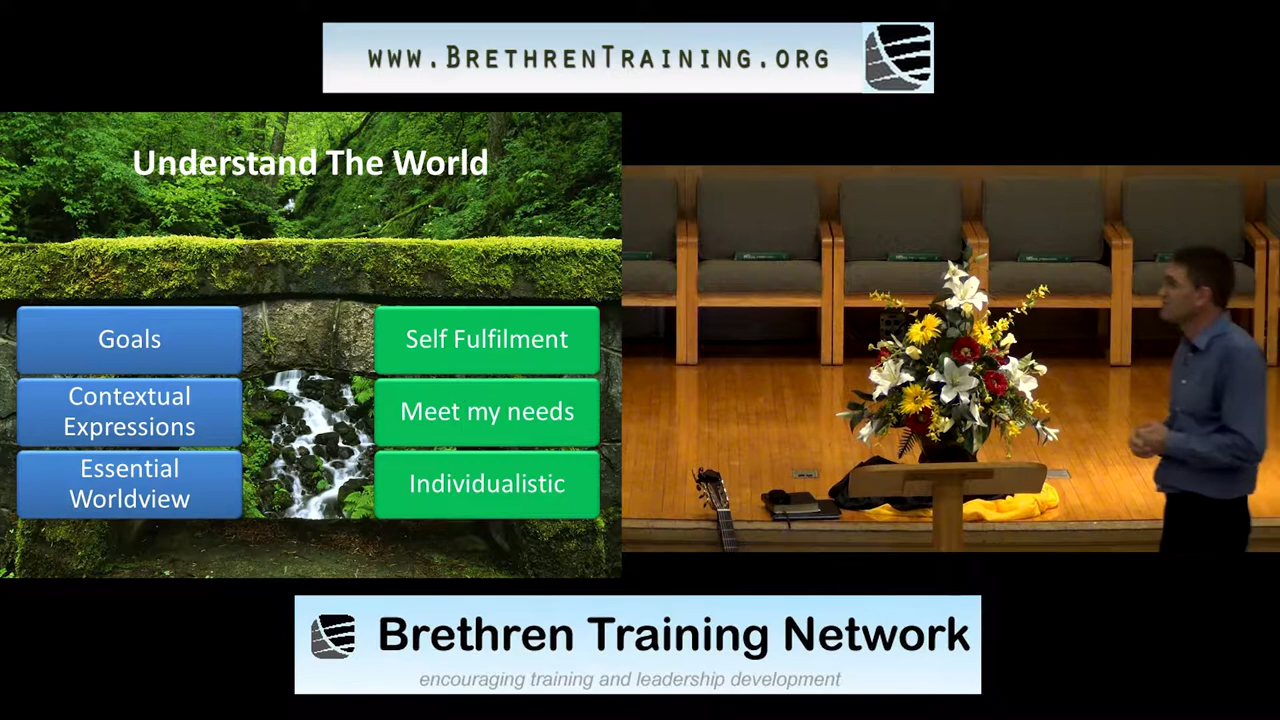 www.BrethrenTraining.org
Understand The World
Goals
Self Fulfilment
Contextual
Expressions
Meet my needs
Essential
Worldview
Individualistic
Brethren Training Network
encouraging training and leadership development